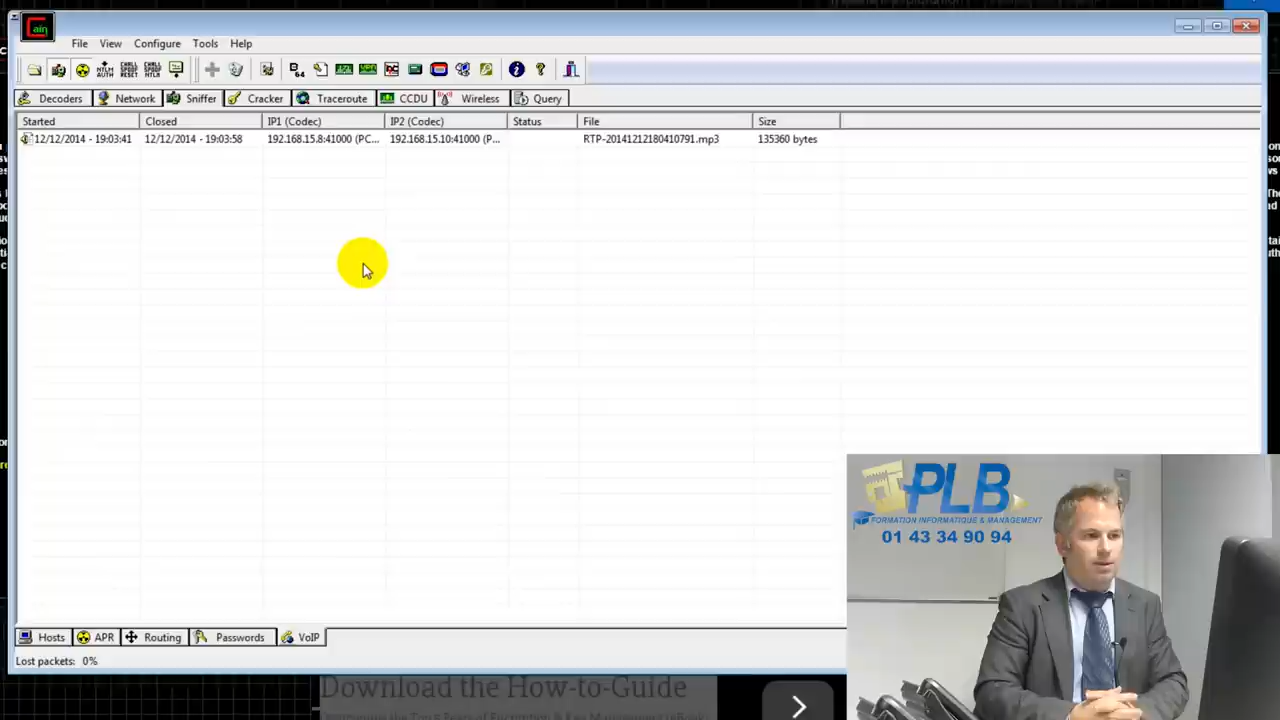 Cain
File View Configure Tools Help
Decoders Network Sniffer Cracker Traceroute CCDU Wireless Query
Started Closed IP1 (Codec) IP2 (Codec) Status File Size
12/12/2014 - 19:03:41 12/12/2014 - 19:03:58 192.168.15.8:41000 (PC... 192.168.15.10:41000 (P... RTP-20141212180410791.mp3 135360 bytes
PLB
FORMATION INFORMATIQUE & MANAGEMENT
01 43 34 90 94
Hosts APR Routing Passwords VoIP
Lost packets: 0%
Download the How-to-Guide